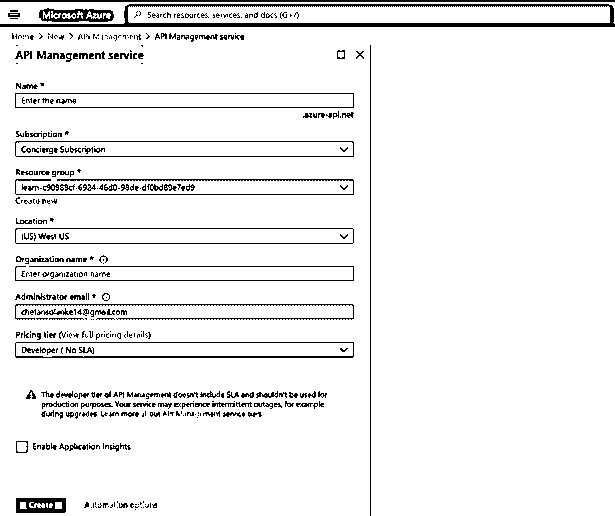 Microsoft Azure
Search resources, services, and docs (G+/)
Home > New > API Management > API Management service
API Management service
Name *
Enter the name
.azure-api.net
Subscription *
Concierge Subscription
Resource group *
learn-c90983cf-6924-46d0-98de-df0bd89e7ed9
Create new
Location *
(US) West US
Organization name *
Enter organization name
Administrator email *
chetansolanke14@gmail.com
Pricing tier (View full pricing details)
Developer ( No SLA)
The developer tier of API Management doesn't include SLA and shouldn't be used for
production purposes. Your service may experience intermittent outages, for example
during upgrades. Learn more about API Management service tiers
Enable Application Insights
Create
Automation options